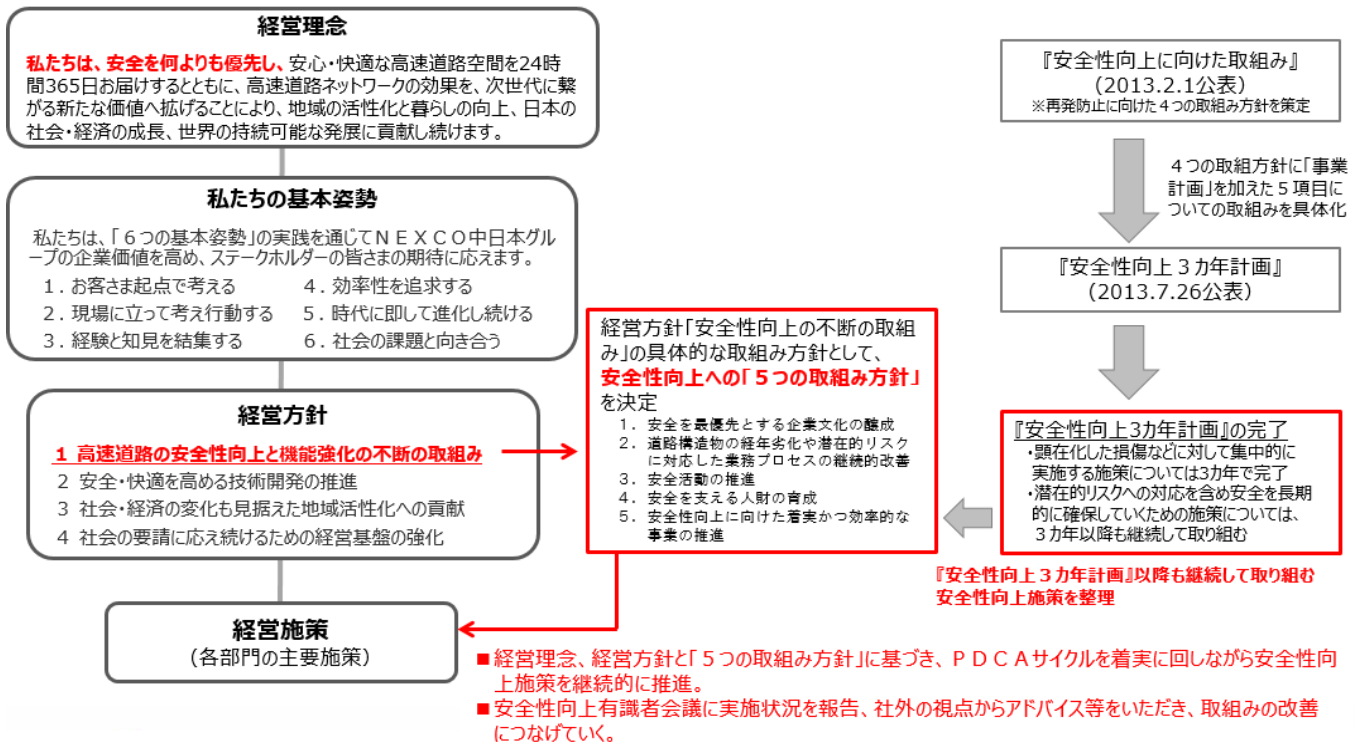 経営理念
私たちは、安全を何よりも優先し、安心・快適な高速道路空間を24時
間365日お届けするとともに、高速道路ネットワークの効果を、次世代に繋
がる新たな価値へ拡げることにより、地域の活性化と暮らしの向上、日本の
社会・経済の成長、世界の持続可能な発展に貢献し続けます。
私たちの基本姿勢
私たちは、「６つの基本姿勢」の実践を通じてＮＥＸＣＯ中日本グル
ープの企業価値を高め、ステークホルダーの皆さまの期待に応えます。
１．お客さま起点で考える
２．現場に立って考え行動する
３．経験と知見を結集する
４．効率性を追求する
５．時代に即して進化し続ける
６．社会の課題と向き合う
経営方針
１ 高速道路の安全性向上と機能強化の不断の取組み
２ 安全・快適を高める技術開発の推進
３ 社会・経済の変化も見据えた地域活性化への貢献
４ 社会の要請に応え続けるための経営基盤の強化
経営施策
(各部門の主要施策)
経営方針「安全性向上の不断の取組
み」の具体的な取組み方針として、
安全性向上への「５つの取組み方針」
を決定
１．安全を最優先とする企業文化の醸成
２．道路構造物の経年劣化や潜在的リスク
に対応した業務プロセスの継続的改善
３．安全活動の推進
４．安全を支える人財の育成
５．安全性向上に向けた着実かつ効率的な
事業の推進
『安全性向上に向けた取組み』
（2013.2.1公表）
※再発防止に向けた４つの取組み方針を策定
４つの取組方針に「事業
計画」を加えた５項目に
ついての取組みを具体化
『安全性向上３カ年計画』
（2013.7.26公表）
『安全性向上3カ年計画』の完了
・顕在化した損傷などに対して集中的に
実施する施策については3カ年で完了
・潜在的リスクへの対応を含め安全を長期
的に確保していくための施策については、
３カ年以降も継続して取り組む
『安全性向上３カ年計画』以降も継続して取り組む
安全性向上施策を整理
■経営理念、経営方針と「５つの取組み方針」に基づき、ＰＤＣＡサイクルを着実に回しながら安全性向
上施策を継続的に推進。
■安全性向上有識者会議に実施状況を報告、社外の視点からアドバイス等をいただき、取組みの改善
につなげていく。